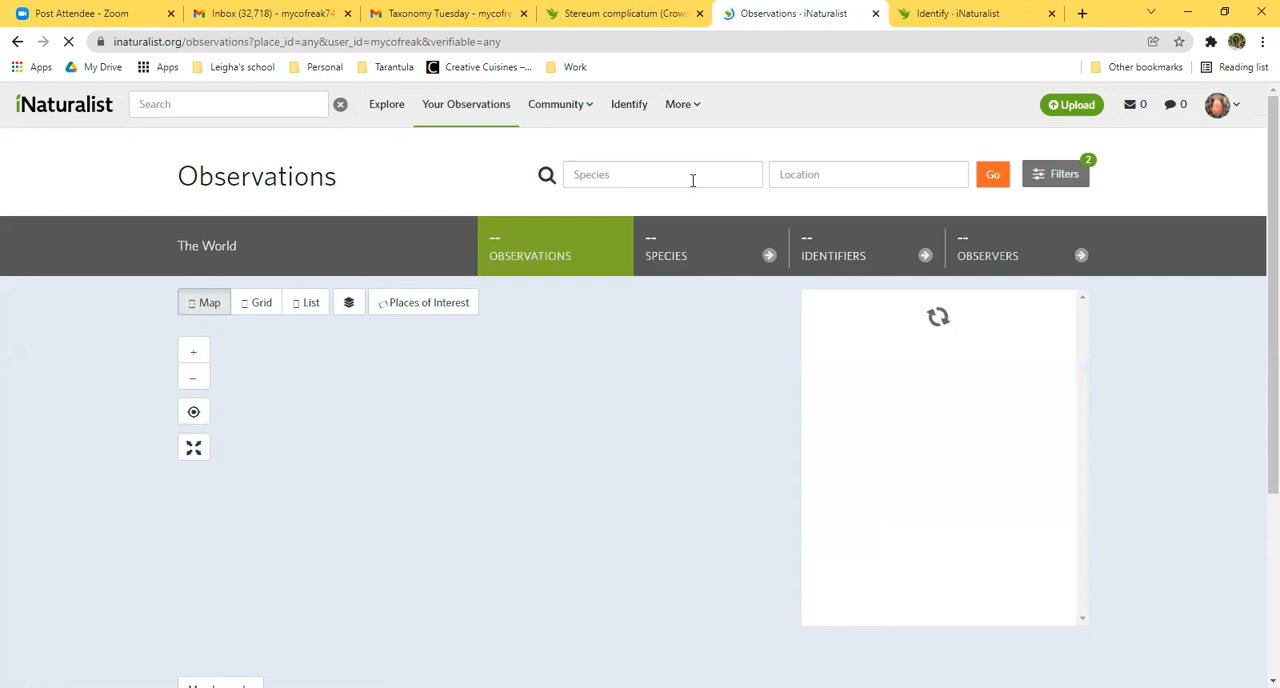 Post Attendee - Zoom
Inbox (32,718) - mycofreak74
Taxonomy Tuesday - mycofre
Stereum complicatum (Crow
Observations · iNaturalist
Identify · iNaturalist
inaturalist.org/observations?place_id=any&user_id=mycofreak&verifiable=any
Apps My Drive Apps Leigha's school Personal Tarantula Creative Cuisines –... Work Other bookmarks Reading list
iNaturalist Search Explore Your Observations Community Identify More Upload 0 0
Observations Species Location Go Filters 2
The World
-- OBSERVATIONS
-- SPECIES
-- IDENTIFIERS
-- OBSERVERS
Map Grid List Places of Interest
+
−